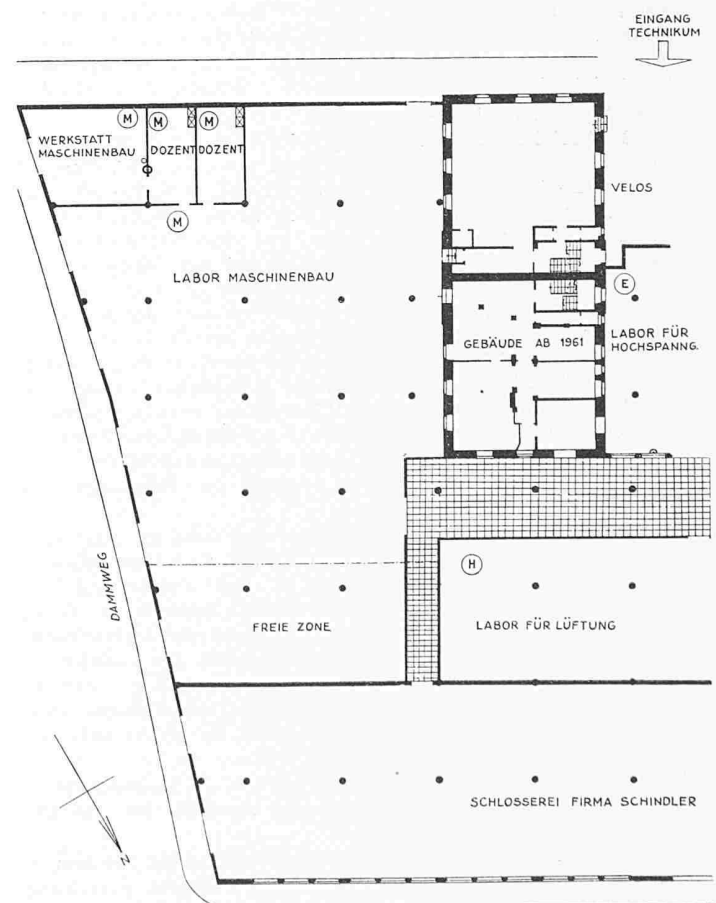 EINGANG
TECHNIKUM
M
M
M
WERKSTATT
MASCHINENBAU
DOZENT
DOZENT
VELOS
M
LABOR MASCHINENBAU
E
LABOR FÜR
HOCHSPANNG.
GEBÄUDE AB 1961
H
DAMMWEG
FREIE ZONE
LABOR FÜR LÜFTUNG
SCHLOSSEREI FIRMA SCHINDLER
N